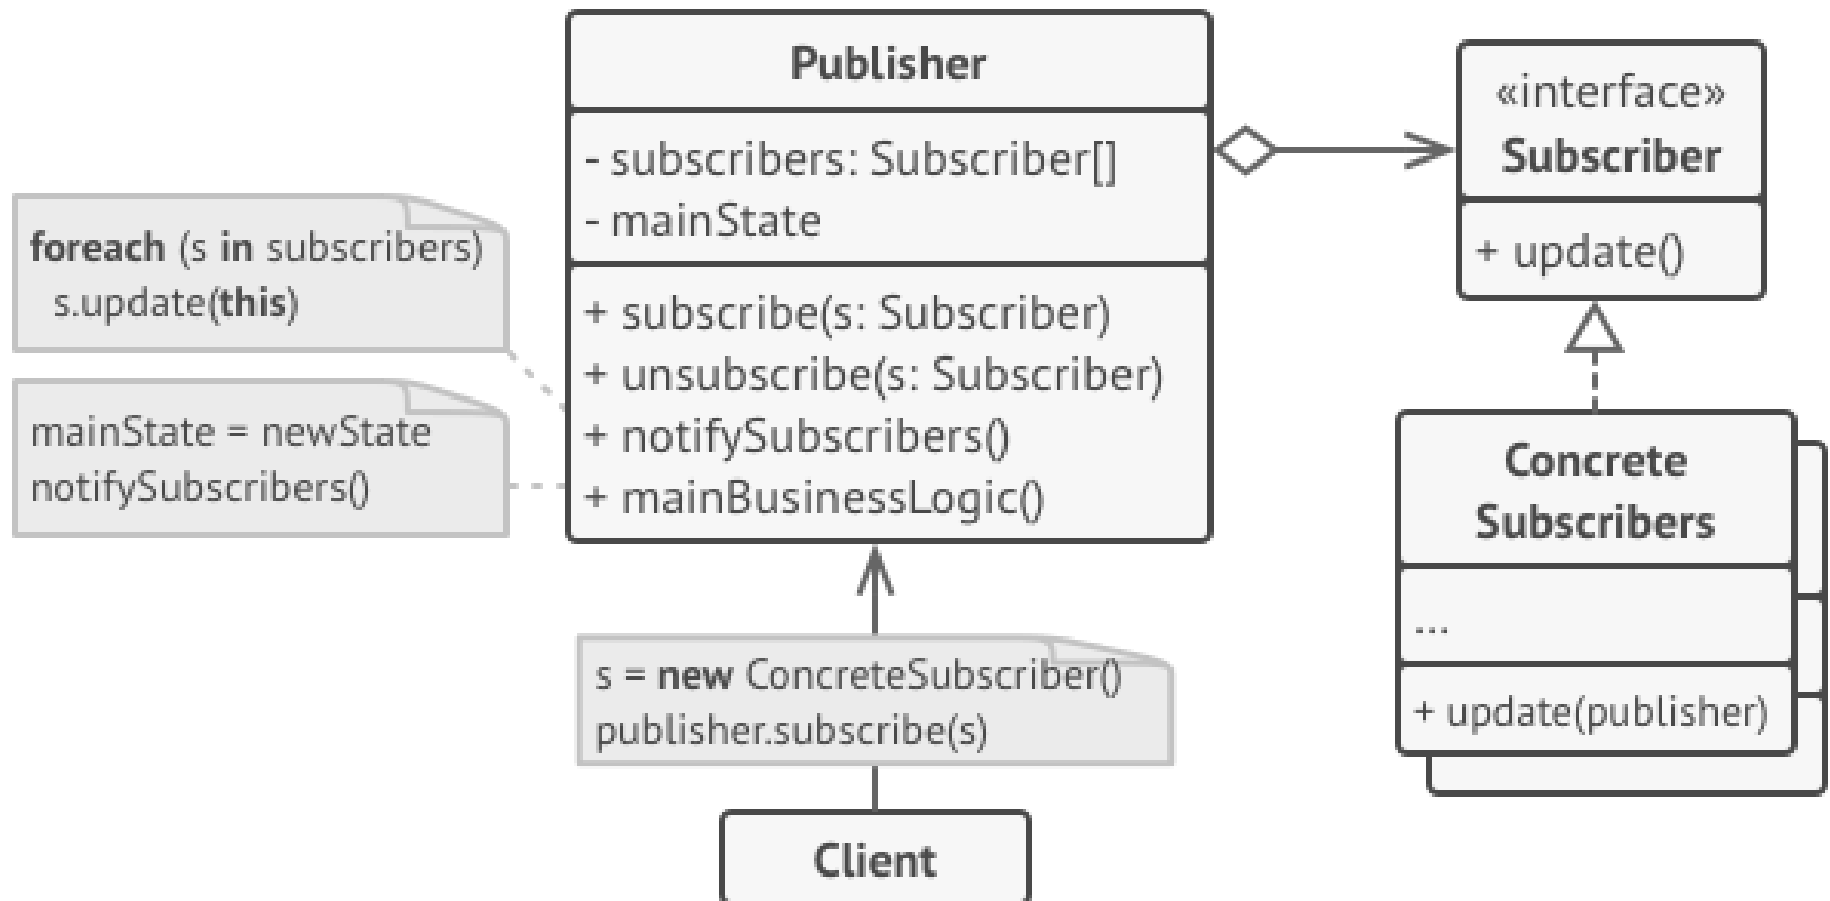 Publisher
- subscribers: Subscriber[]
- mainState
+ subscribe(s: Subscriber)
+ unsubscribe(s: Subscriber)
+ notifySubscribers()
+ mainBusinessLogic()
foreach (s in subscribers)
s.update(this)
mainState = newState
notifySubscribers()
«interface»
Subscriber
+ update()
Concrete
Subscribers
...
+ update(publisher)
s = new ConcreteSubscriber()
publisher.subscribe(s)
Client